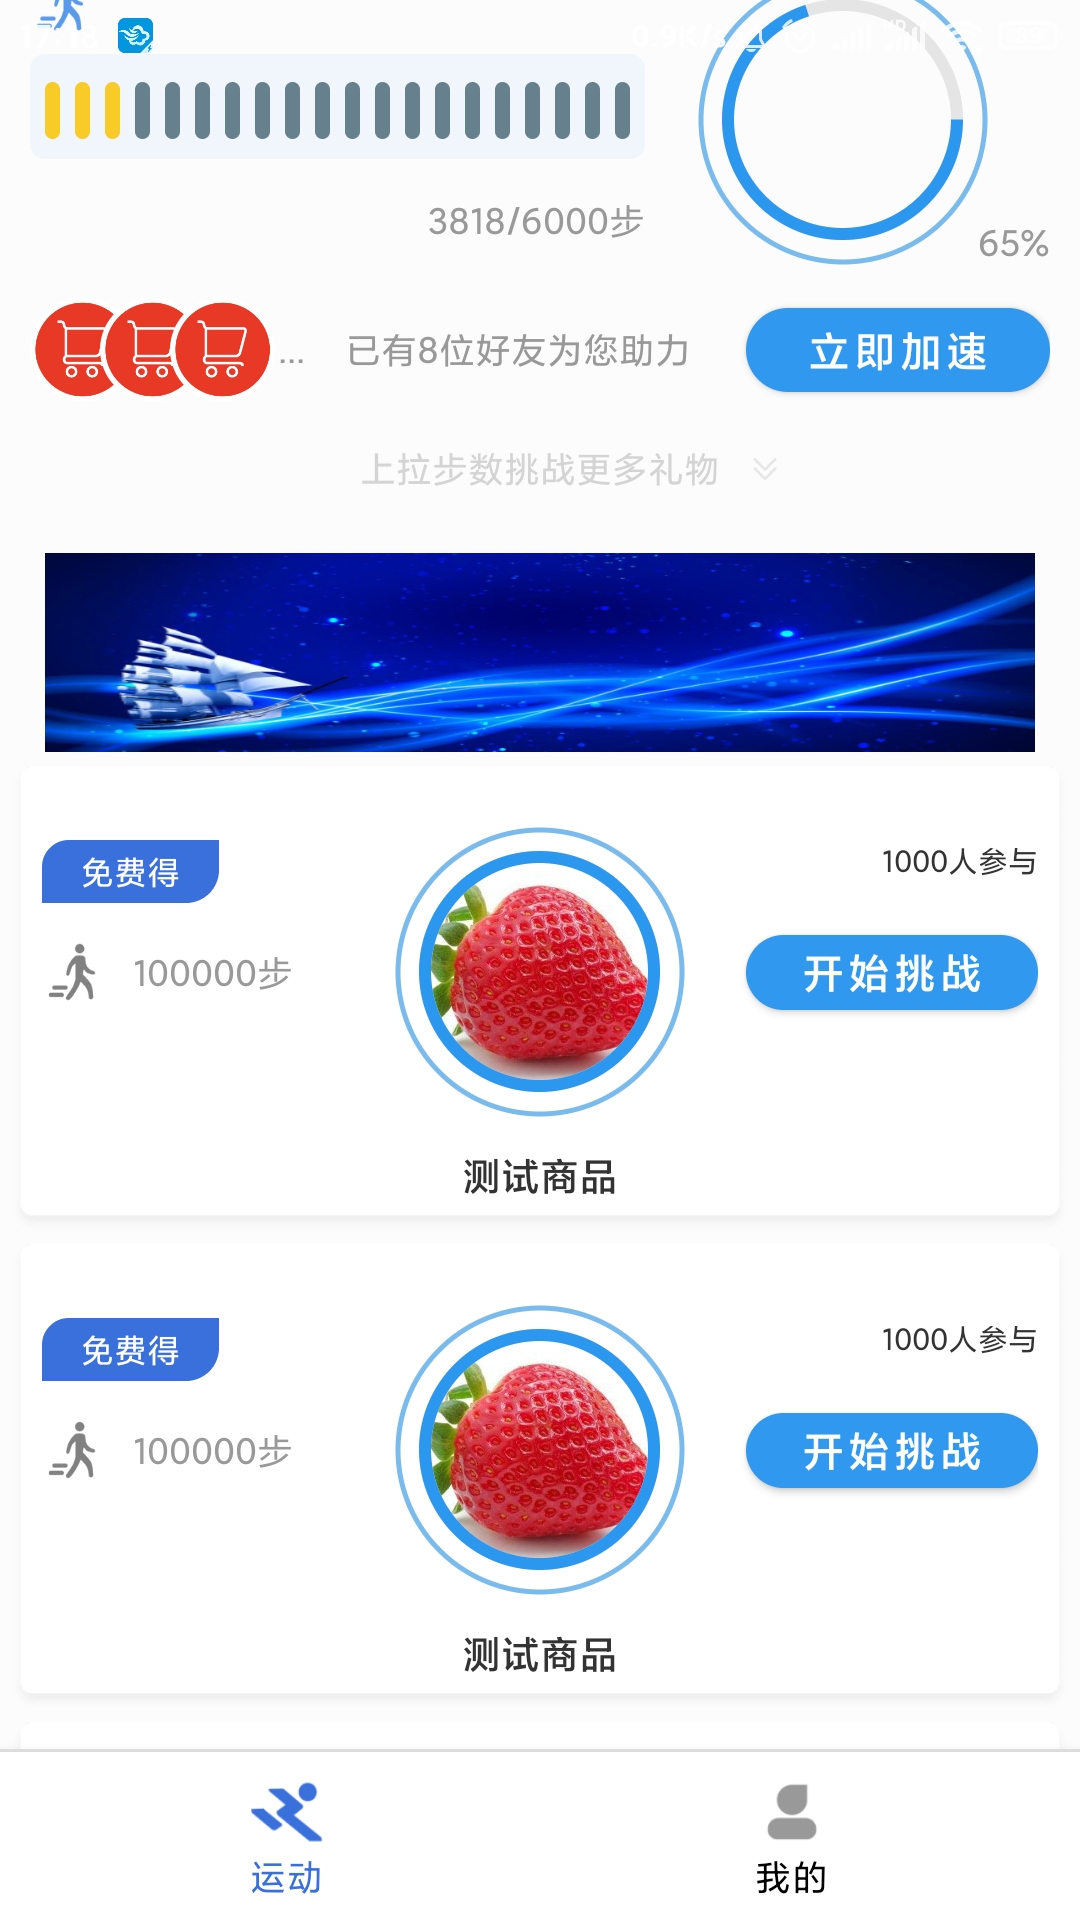 17:18 0.9K/s
3818/6000步
65%
... 已有8位好友为您助力 立即加速
上拉步数挑战更多礼物
免费得
1000人参与
100000步
开始挑战
测试商品
免费得
1000人参与
100000步
开始挑战
测试商品
运动 我的